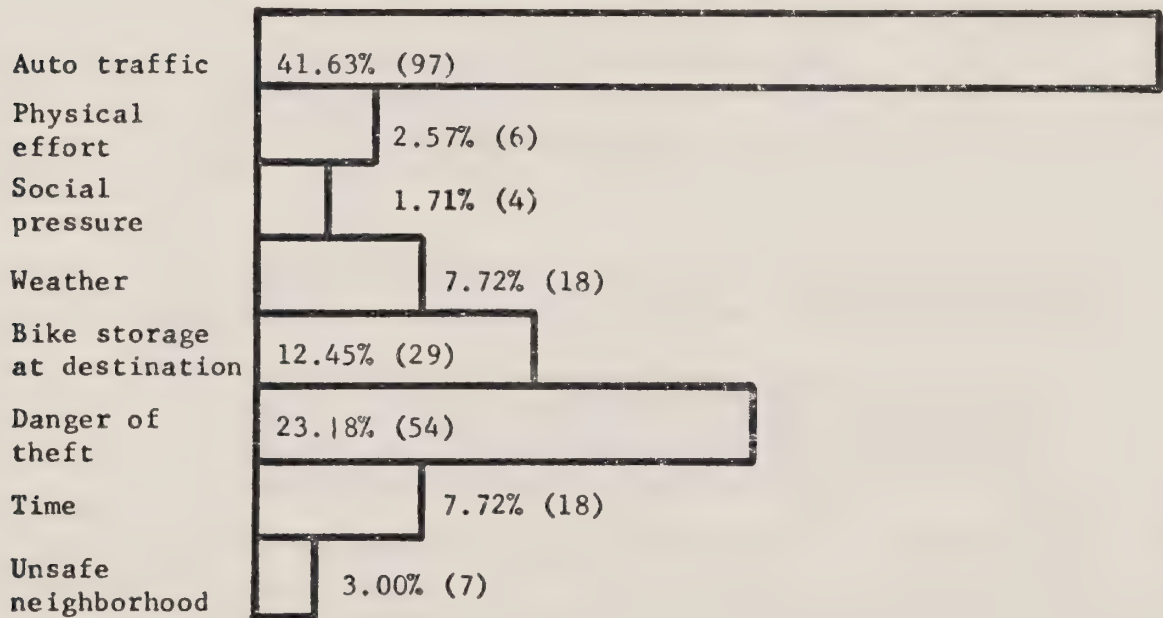 Auto traffic 41.63% (97)
Physical
effort 2.57% (6)
Social
pressure 1.71% (4)
Weather 7.72% (18)
Bike storage
at destination 12.45% (29)
Danger of
theft 23.18% (54)
Time 7.72% (18)
Unsafe
neighborhood 3.00% (7)